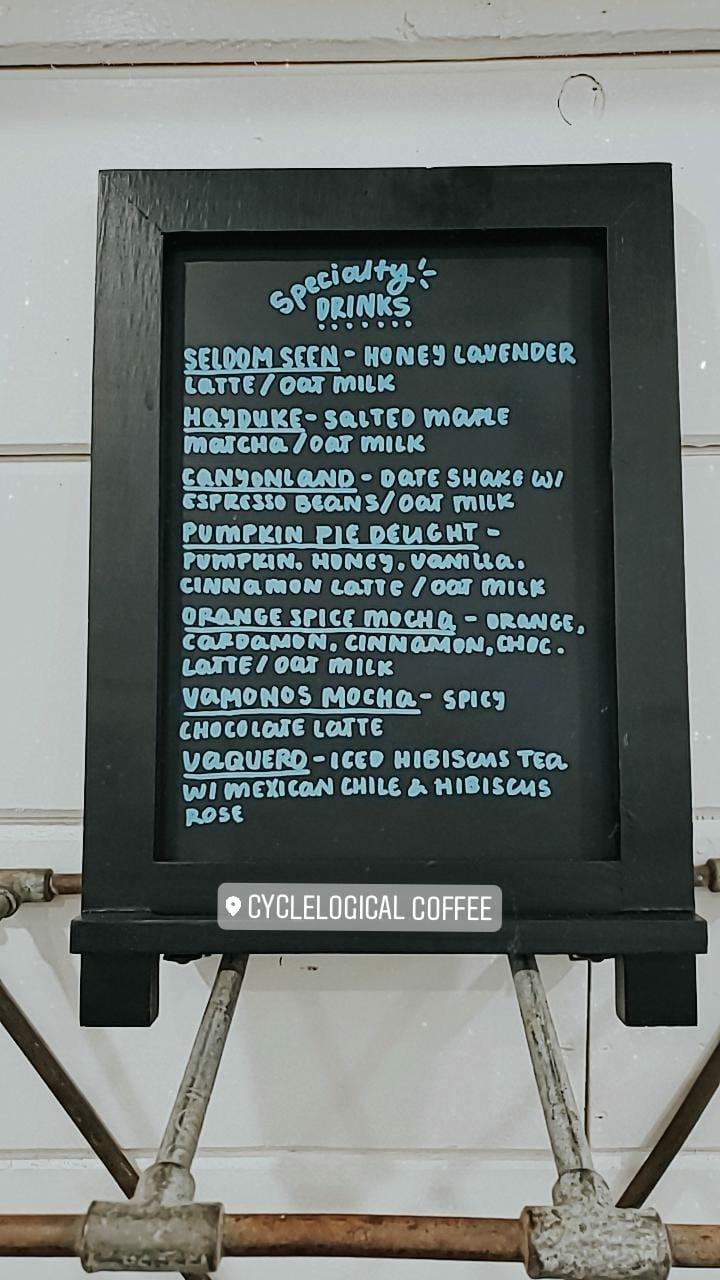 Specialty
DRINKS
SELDOM SEEN - HONEY LAVENDER
LATTE / OAT MILK
HAYDUKE - SALTED MAPLE
MATCHA / OAT MILK
CANYONLAND - DATE SHAKE W/
ESPRESSO BEANS / OAT MILK
PUMPKIN PIE DELIGHT -
PUMPKIN, HONEY, VANILLA,
CINNAMON LATTE / OAT MILK
ORANGE SPICE MOCHA - ORANGE,
CARDAMON, CINNAMON, CHOC.
LATTE / OAT MILK
VAMONOS MOCHA - SPICY
CHOCOLATE LATTE
VAQUERO - ICED HIBISCUS TEA
W/ MEXICAN CHILE & HIBISCUS
ROSE
CYCLELOGICAL COFFEE